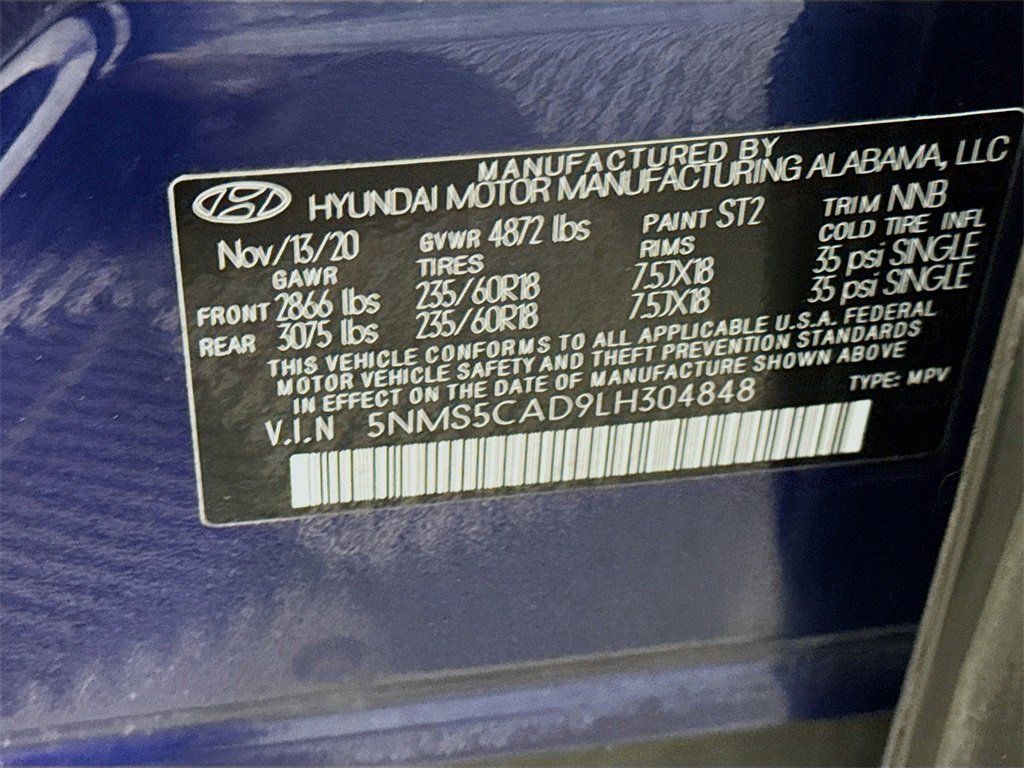 MANUFACTURED BY
HYUNDAI MOTOR MANUFACTURING ALABAMA, LLC
Nov/13/20 GVWR 4872 lbs PAINT ST2 TRIM NNB
GAWR TIRES RIMS COLD TIRE INFL
FRONT 2866 lbs 235/60R18 7.5JX18 35 psi SINGLE
REAR 3075 lbs 235/60R18 7.5JX18 35 psi SINGLE
THIS VEHICLE CONFORMS TO ALL APPLICABLE U.S.A. FEDERAL
MOTOR VEHICLE SAFETY AND THEFT PREVENTION STANDARDS
IN EFFECT ON THE DATE OF MANUFACTURE SHOWN ABOVE
V.I.N 5NMS5CAD9LH304848 TYPE: MPV